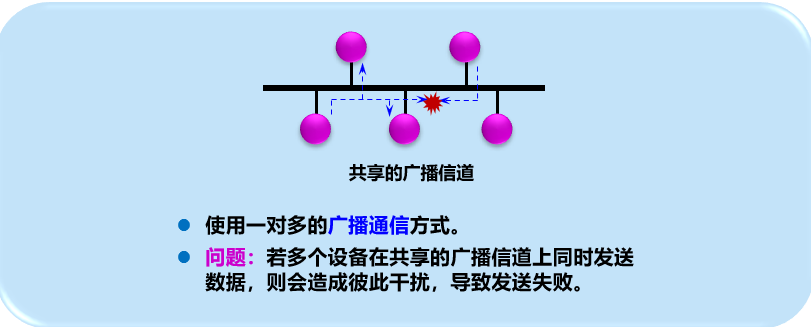 共享的广播信道
使用一对多的广播通信方式。
问题：若多个设备在共享的广播信道上同时发送
数据，则会造成彼此干扰，导致发送失败。